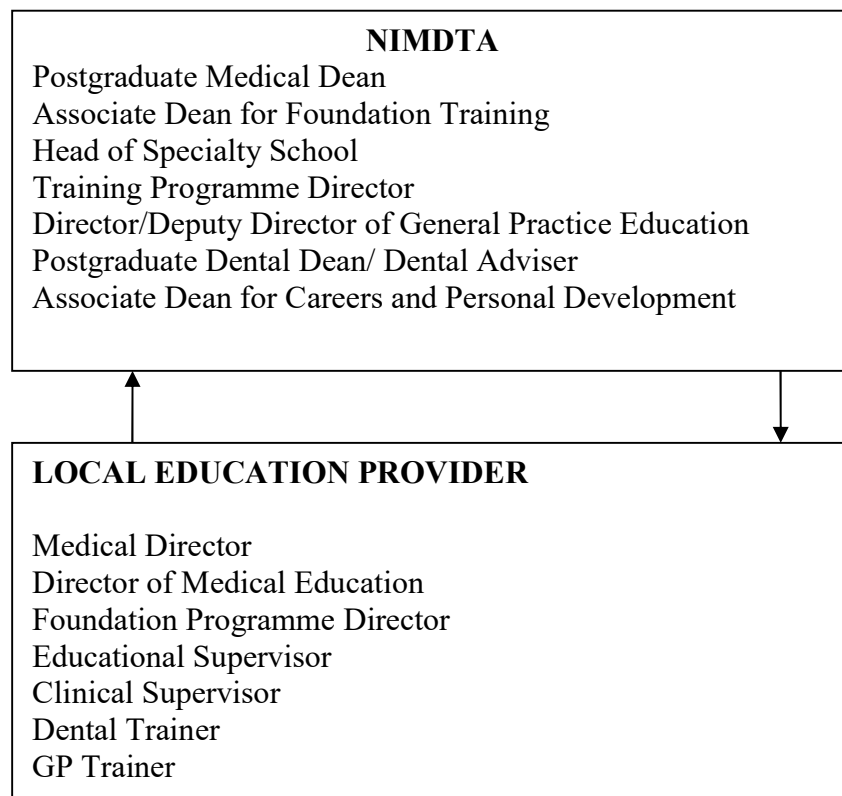 NIMDTA
Postgraduate Medical Dean
Associate Dean for Foundation Training
Head of Specialty School
Training Programme Director
Director/Deputy Director of General Practice Education
Postgraduate Dental Dean/ Dental Adviser
Associate Dean for Careers and Personal Development
LOCAL EDUCATION PROVIDER
Medical Director
Director of Medical Education
Foundation Programme Director
Educational Supervisor
Clinical Supervisor
Dental Trainer
GP Trainer